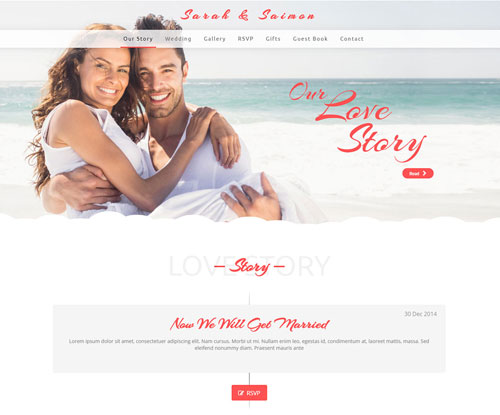 Sarah & Saimon
Our Story Wedding Gallery RSVP Gifts Guest Book Contact
Our
Love
Story
Read
LOVE STORY
Story
30 Dec 2014
Now We Will Get Married
Lorem ipsum dolor sit amet, consectetuer adipiscing elit. Nam cursus. Morbi ut mi. Nullam enim leo, egestas id, condimentum at, laoreet mattis, massa. Sed
eleifend nonummy diam. Praesent mauris ante
RSVP